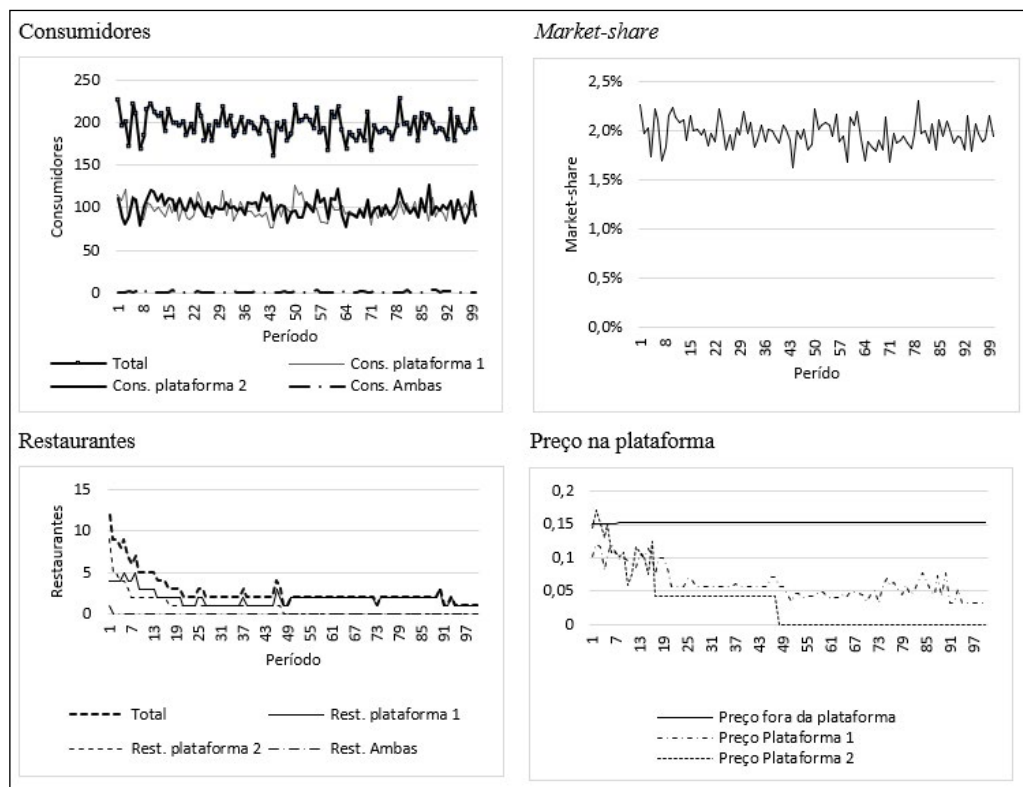 Consumidores
250
200
150
100
50
0
Consumidores
1 8 15 22 29 36 43 50 57 64 71 78 85 92 99
Período
Total
Cons. plataforma 1
Cons. plataforma 2
Cons. Ambas
Market-share
2,5%
2,0%
1,5%
1,0%
0,5%
0,0%
Market-share
1 8 15 22 29 36 43 50 57 64 71 78 85 92 99
Perído
Restaurantes
15
10
5
0
Restaurantes
1 7 13 19 25 31 37 43 49 55 61 67 73 79 85 91 97
Período
Total
Rest. plataforma 1
Rest. plataforma 2
Rest. Ambas
Preço na plataforma
0,2
0,15
0,1
0,05
0
1 7 13 19 25 31 37 43 49 55 61 67 73 79 85 91 97
Preço fora da plataforma
Preço Plataforma 1
Preço Plataforma 2